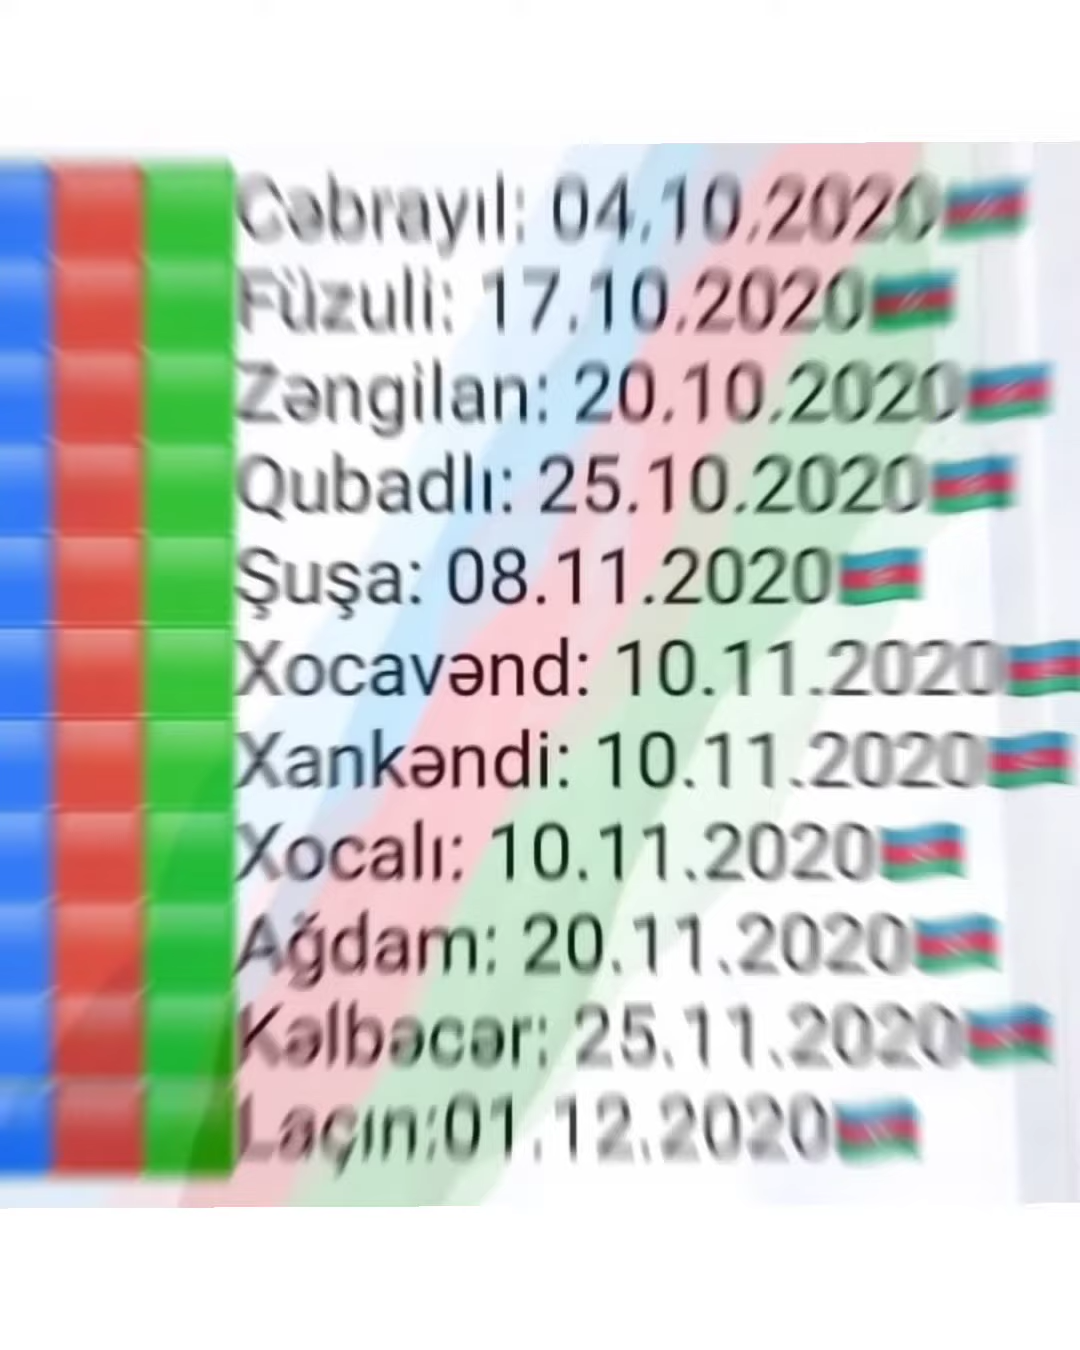 Cəbrayıl: 04.10.2020🇦🇿
Füzuli: 17.10.2020🇦🇿
Zəngilan: 20.10.2020🇦🇿
Qubadlı: 25.10.2020🇦🇿
Şuşa: 08.11.2020🇦🇿
Xocavənd: 10.11.2020🇦🇿
Xankəndi: 10.11.2020🇦🇿
Xocalı: 10.11.2020🇦🇿
Ağdam: 20.11.2020🇦🇿
Kəlbəcər: 25.11.2020🇦🇿
Laçın:01.12.2020🇦🇿